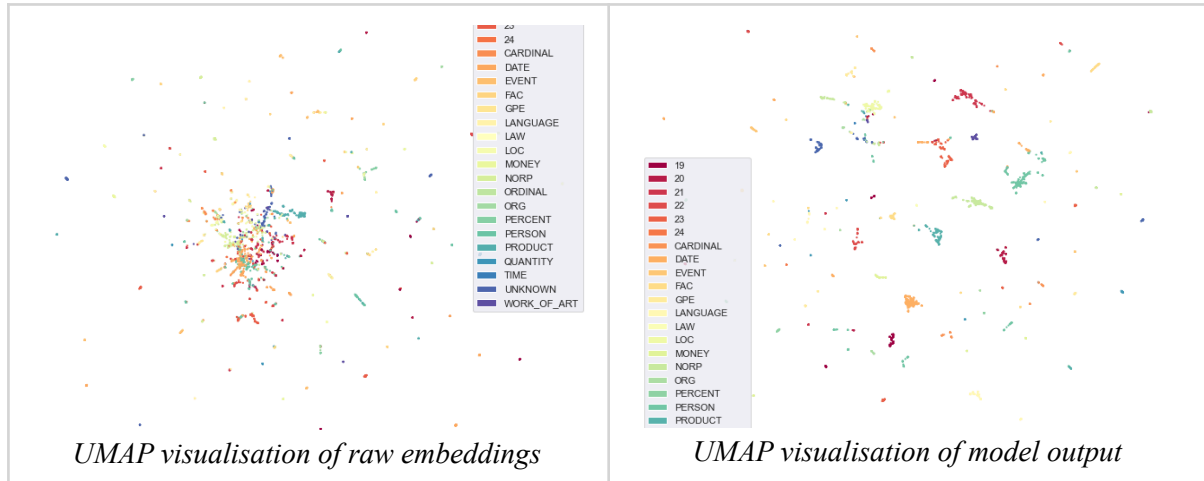 24
CARDINAL
DATE
EVENT
FAC
GPE
LANGUAGE
LAW
LOC
MONEY
NORP
ORDINAL
ORG
PERCENT
PERSON
PRODUCT
QUANTITY
TIME
UNKNOWN
WORK_OF_ART
UMAP visualisation of raw embeddings
19
20
21
22
23
24
CARDINAL
DATE
EVENT
FAC
GPE
LANGUAGE
LAW
LOC
MONEY
NORP
ORG
PERCENT
PERSON
PRODUCT
UMAP visualisation of model output